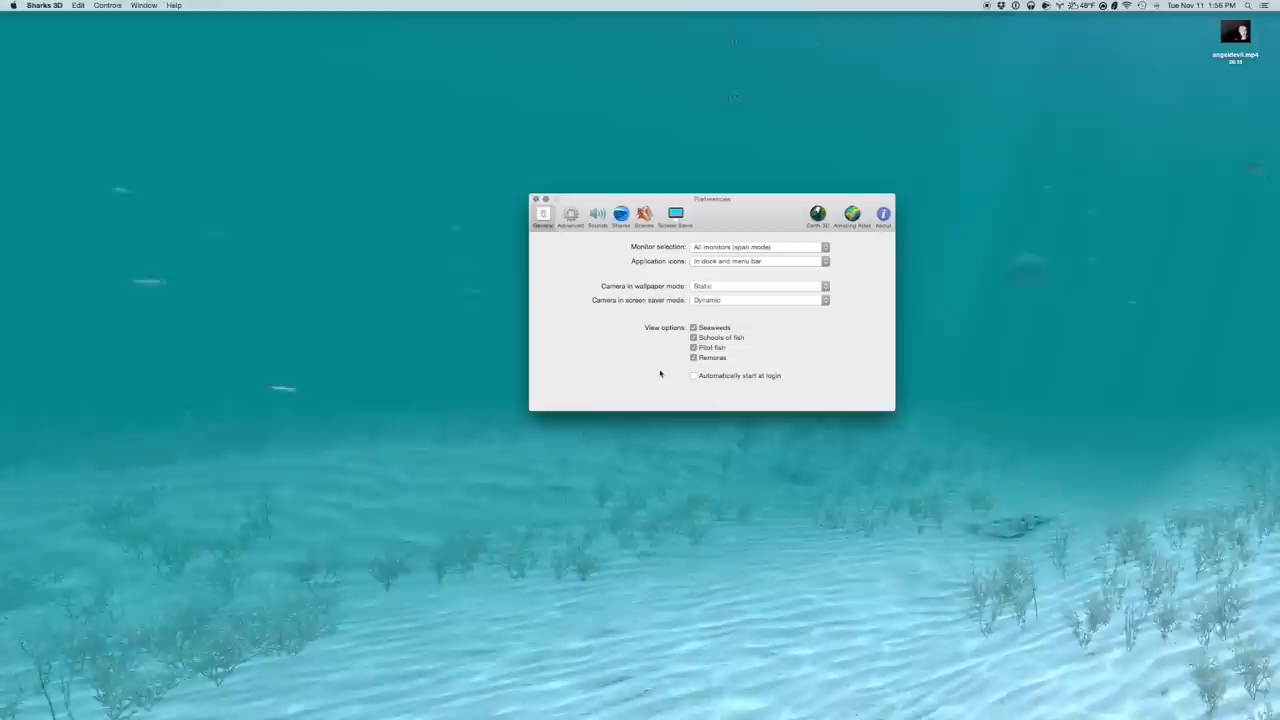 Sharks 3D Edit Controls Window Help 48°F Tue Nov 11 1:56 PM
angeldevil.mp4
36:15
Preferences
General Advanced Sounds Sharks Scenes Screen Saver Earth 3D Amazing Atlas About
Monitor selection: All monitors (span mode)
Application icons: In dock and menu bar
Camera in wallpaper mode: Static
Camera in screen saver mode: Dynamic
View options: Seaweeds
Schools of fish
Pilot fish
Remoras
Automatically start at login